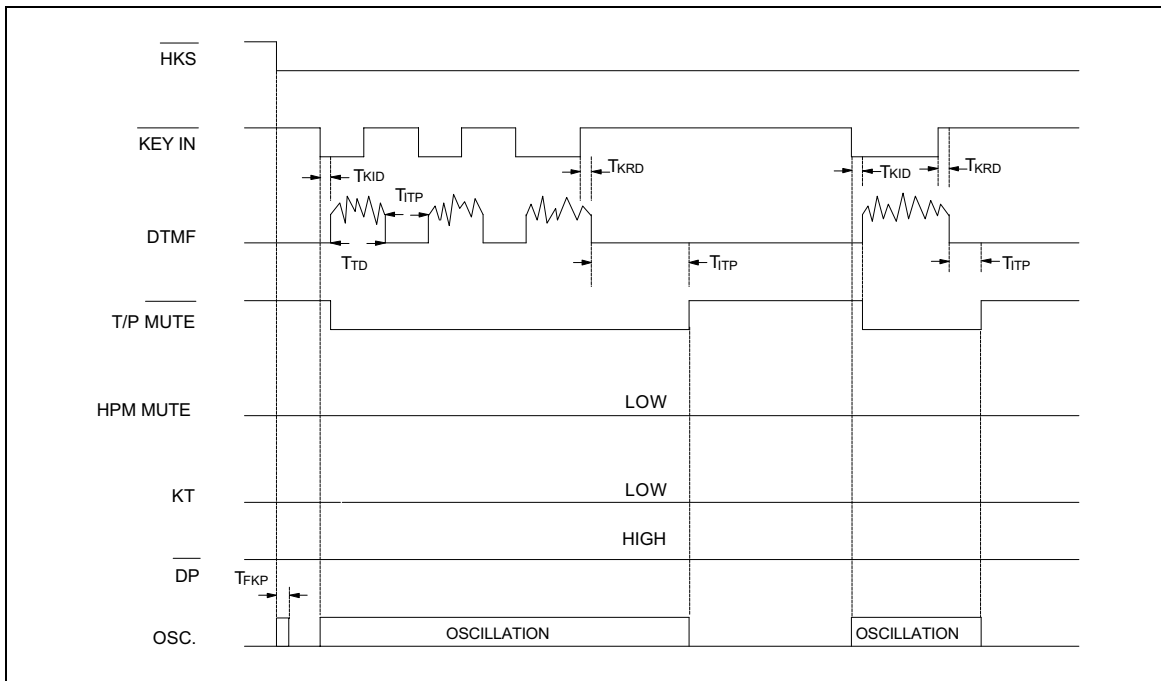 HKS
KEY IN
TKID
TKRD
TKID
TKRD
TITP
DTMF
TTD
TITP
TITP
T/P MUTE
LOW
HPM MUTE
LOW
KT
HIGH
DP
TFKP
OSC.
OSCILLATION
OSCILLATION